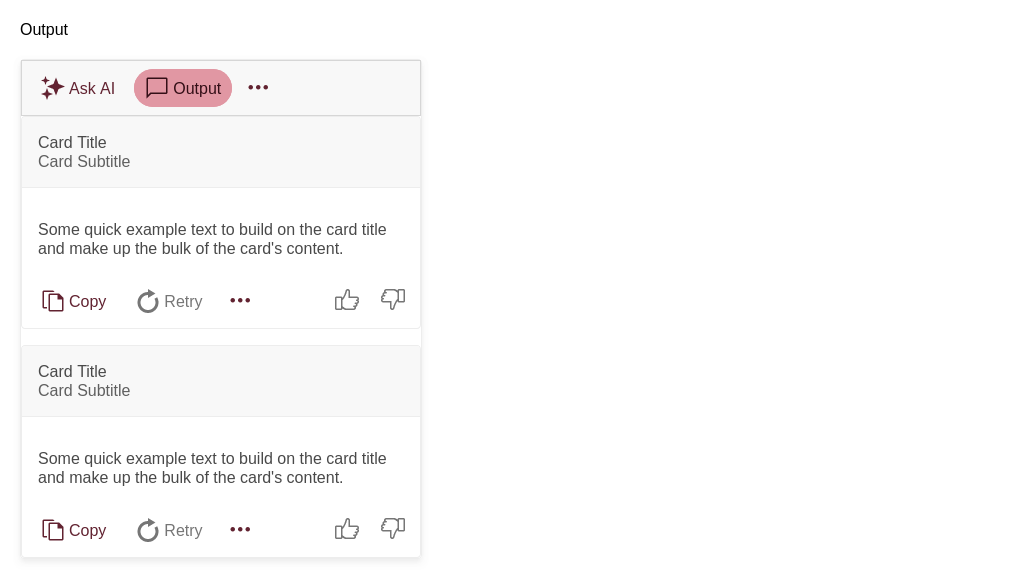 Output
Ask AI Output
Card Title
Card Subtitle
Some quick example text to build on the card title
and make up the bulk of the card's content.
Copy Retry
Card Title
Card Subtitle
Some quick example text to build on the card title
and make up the bulk of the card's content.
Copy Retry